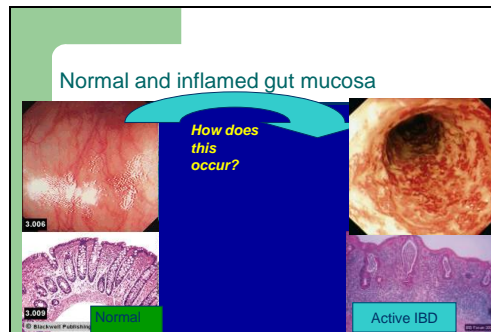 Normal and inflamed gut mucosa
How does
this
occur?
3.006
3.009
Normal
Active IBD
© Blackwell Publishing